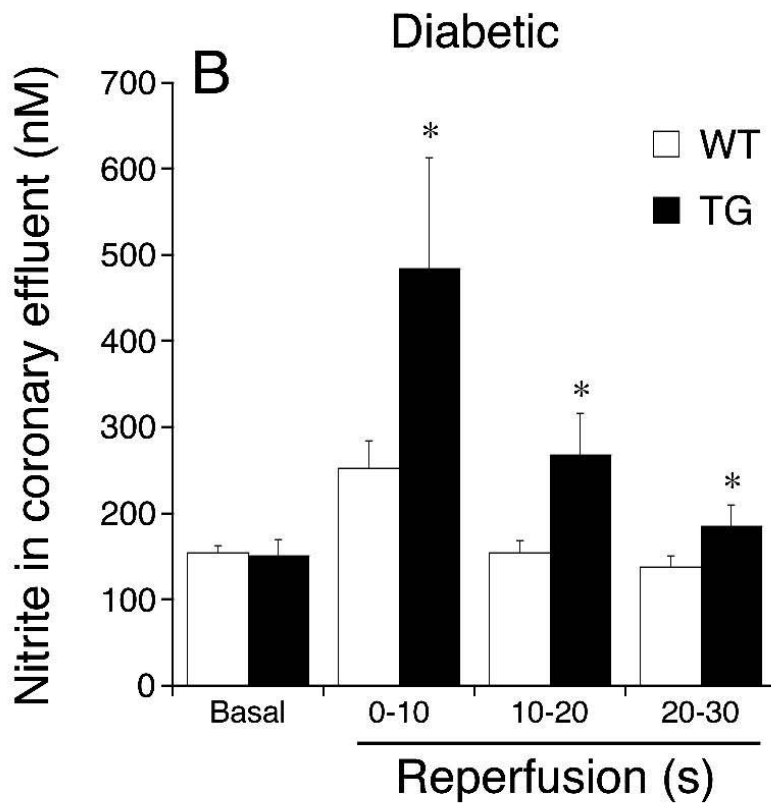 Diabetic
B
Nitrite in coronary effluent (nM)
700
600
500
400
300
200
100
0
WT
TG
*
*
*
Basal
0-10
10-20
20-30
Reperfusion (s)